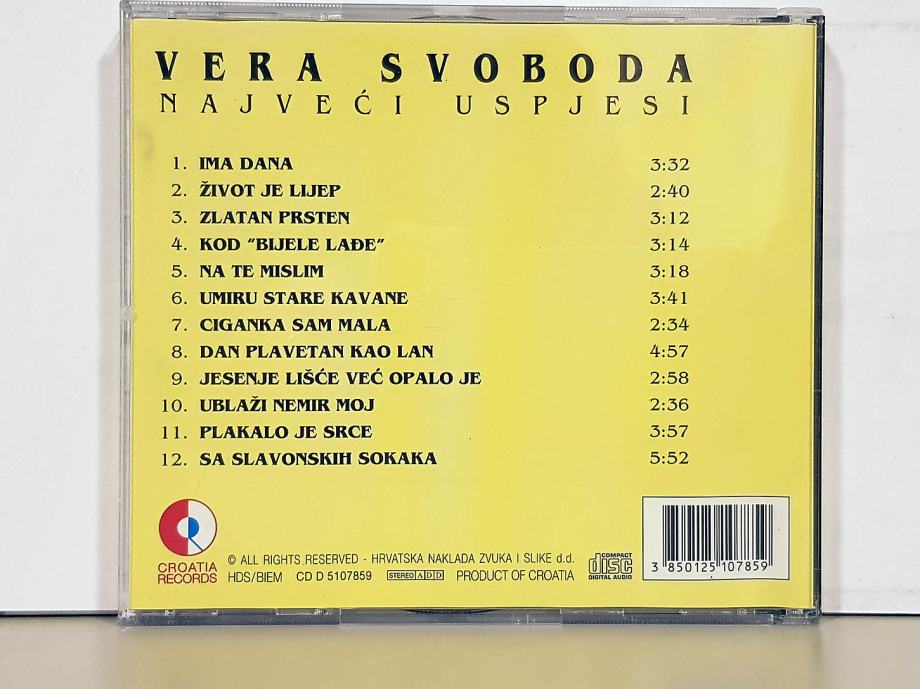 VERA SVOBODA
NAJVEĆI USPJESI
1. IMA DANA 3:32
2. ŽIVOT JE LIJEP 2:40
3. ZLATAN PRSTEN 3:12
4. KOD "BIJELE LAĐE" 3:14
5. NA TE MISLIM 3:18
6. UMIRU STARE KAVANE 3:41
7. CIGANKA SAM MALA 2:34
8. DAN PLAVETAN KAO LAN 4:57
9. JESENJE LIŠĆE VEĆ OPALO JE 2:58
10. UBLAŽI NEMIR MOJ 2:36
11. PLAKALO JE SRCE 3:57
12. SA SLAVONSKIH SOKAKA 5:52
CROATIA
RECORDS
© ALL RIGHTS RESERVED - HRVATSKA NAKLADA ZVUKA I SLIKE d.d.
HDS/BIEM CD D 5107859 STEREO ADD PRODUCT OF CROATIA
COMPACT
disc
DIGITAL AUDIO
3 850125 107859